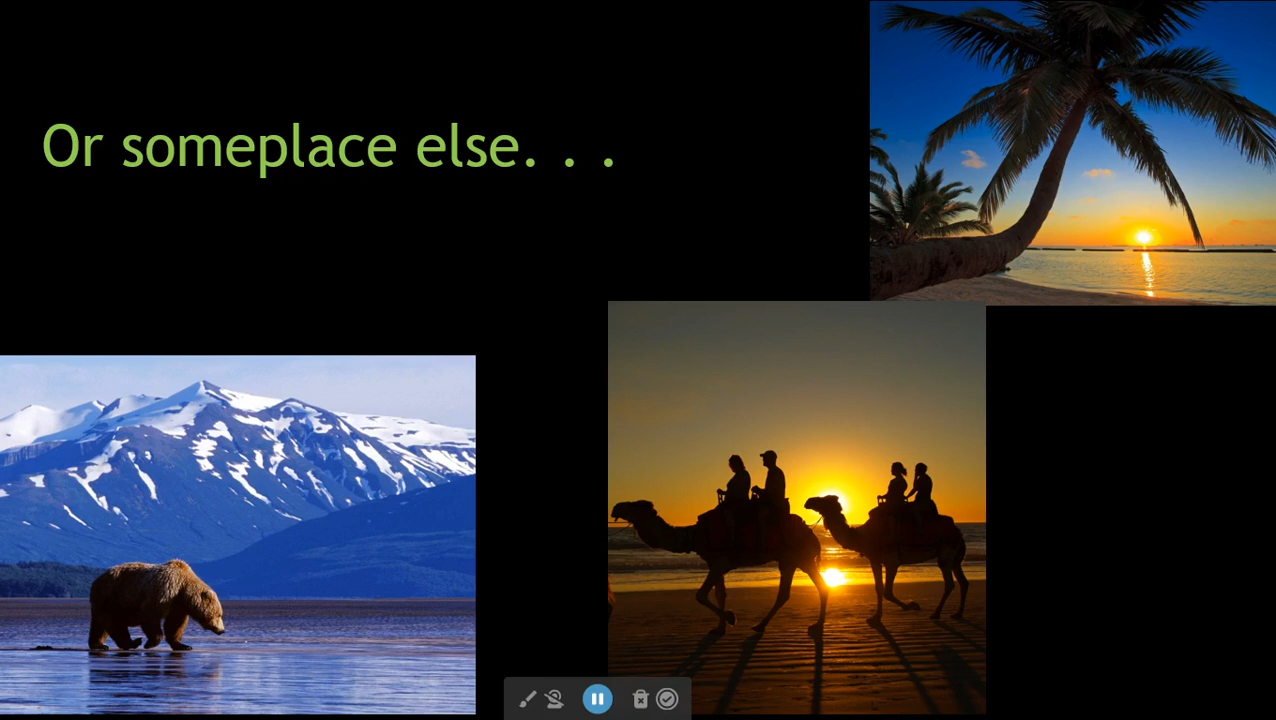 Or someplace else. . .